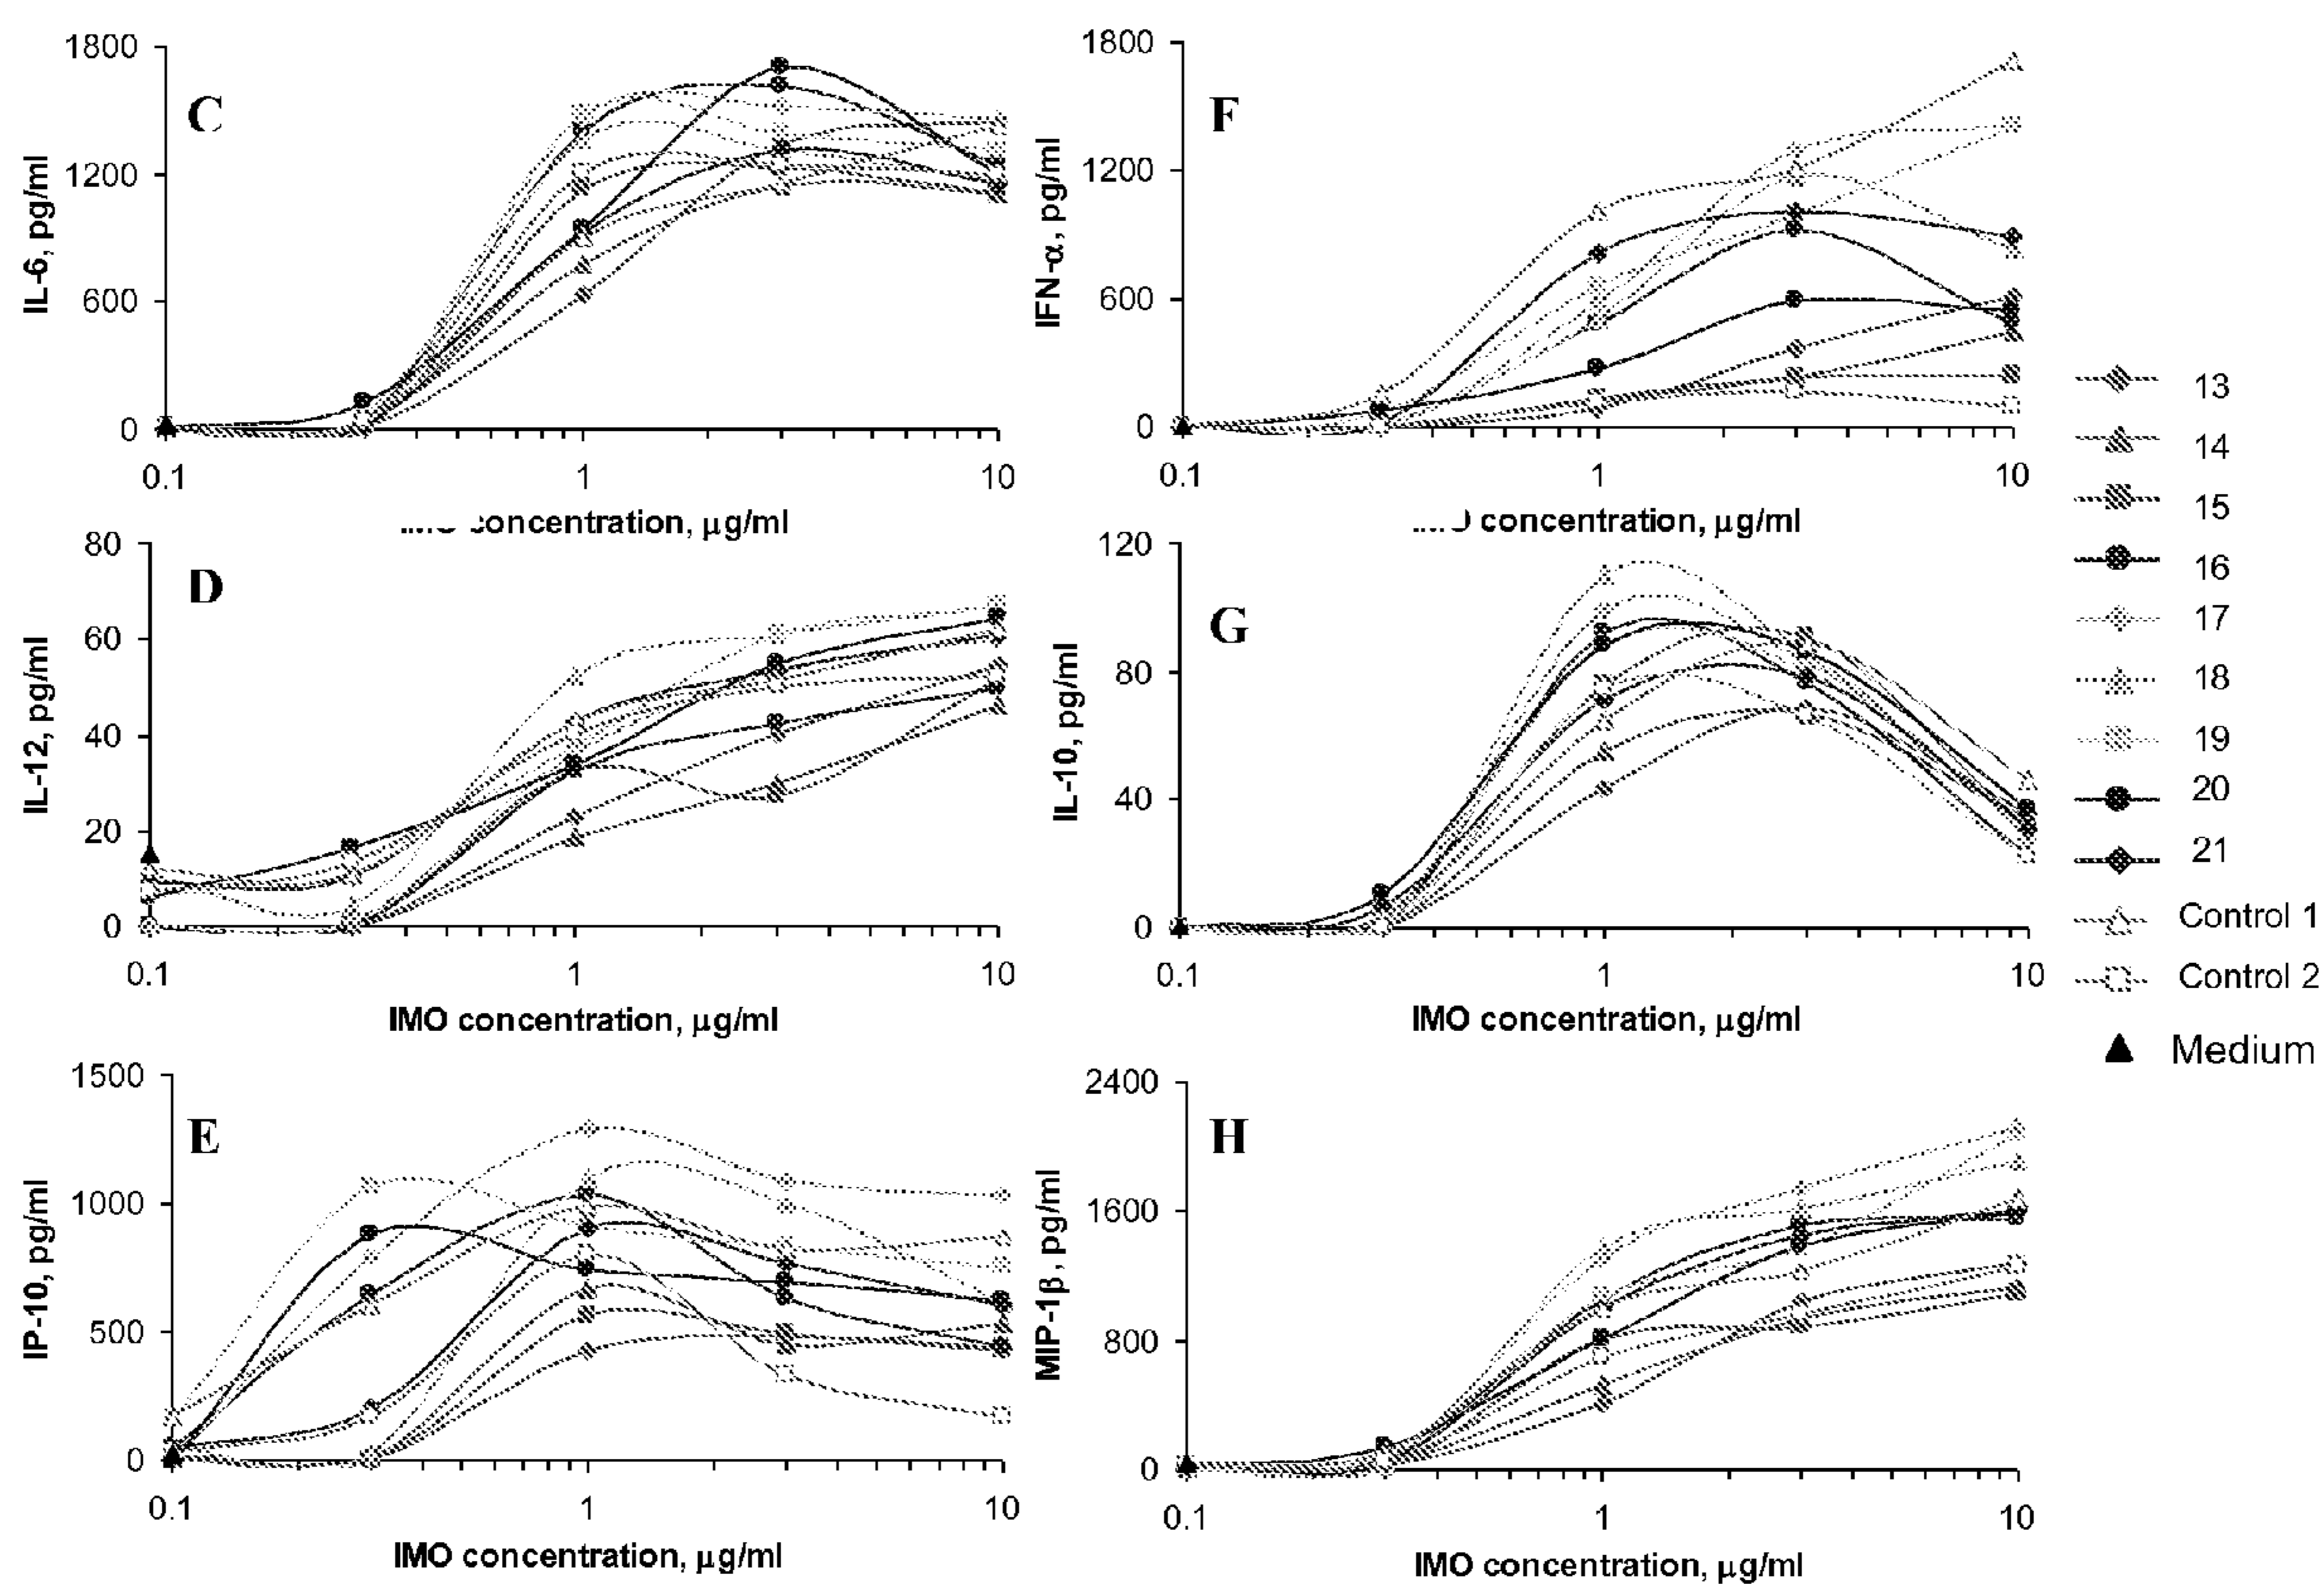 C
IL-6, pg/ml
1800
1200
600
0
0.1
1
10
concentration, μg/ml
F
IFN-α, pg/ml
1800
1200
600
0
0.1
1
10
concentration, μg/ml
D
IL-12, pg/ml
80
60
40
20
0
0.1
1
10
IMO concentration, μg/ml
G
IL-10, pg/ml
120
80
40
0
0.1
1
10
IMO concentration, μg/ml
E
IP-10, pg/ml
1500
1000
500
0
0.1
1
10
IMO concentration, μg/ml
H
MIP-1β, pg/ml
2400
1600
800
0
0.1
1
10
IMO concentration, μg/ml
13
14
15
16
17
18
19
20
21
Control 1
Control 2
Medium